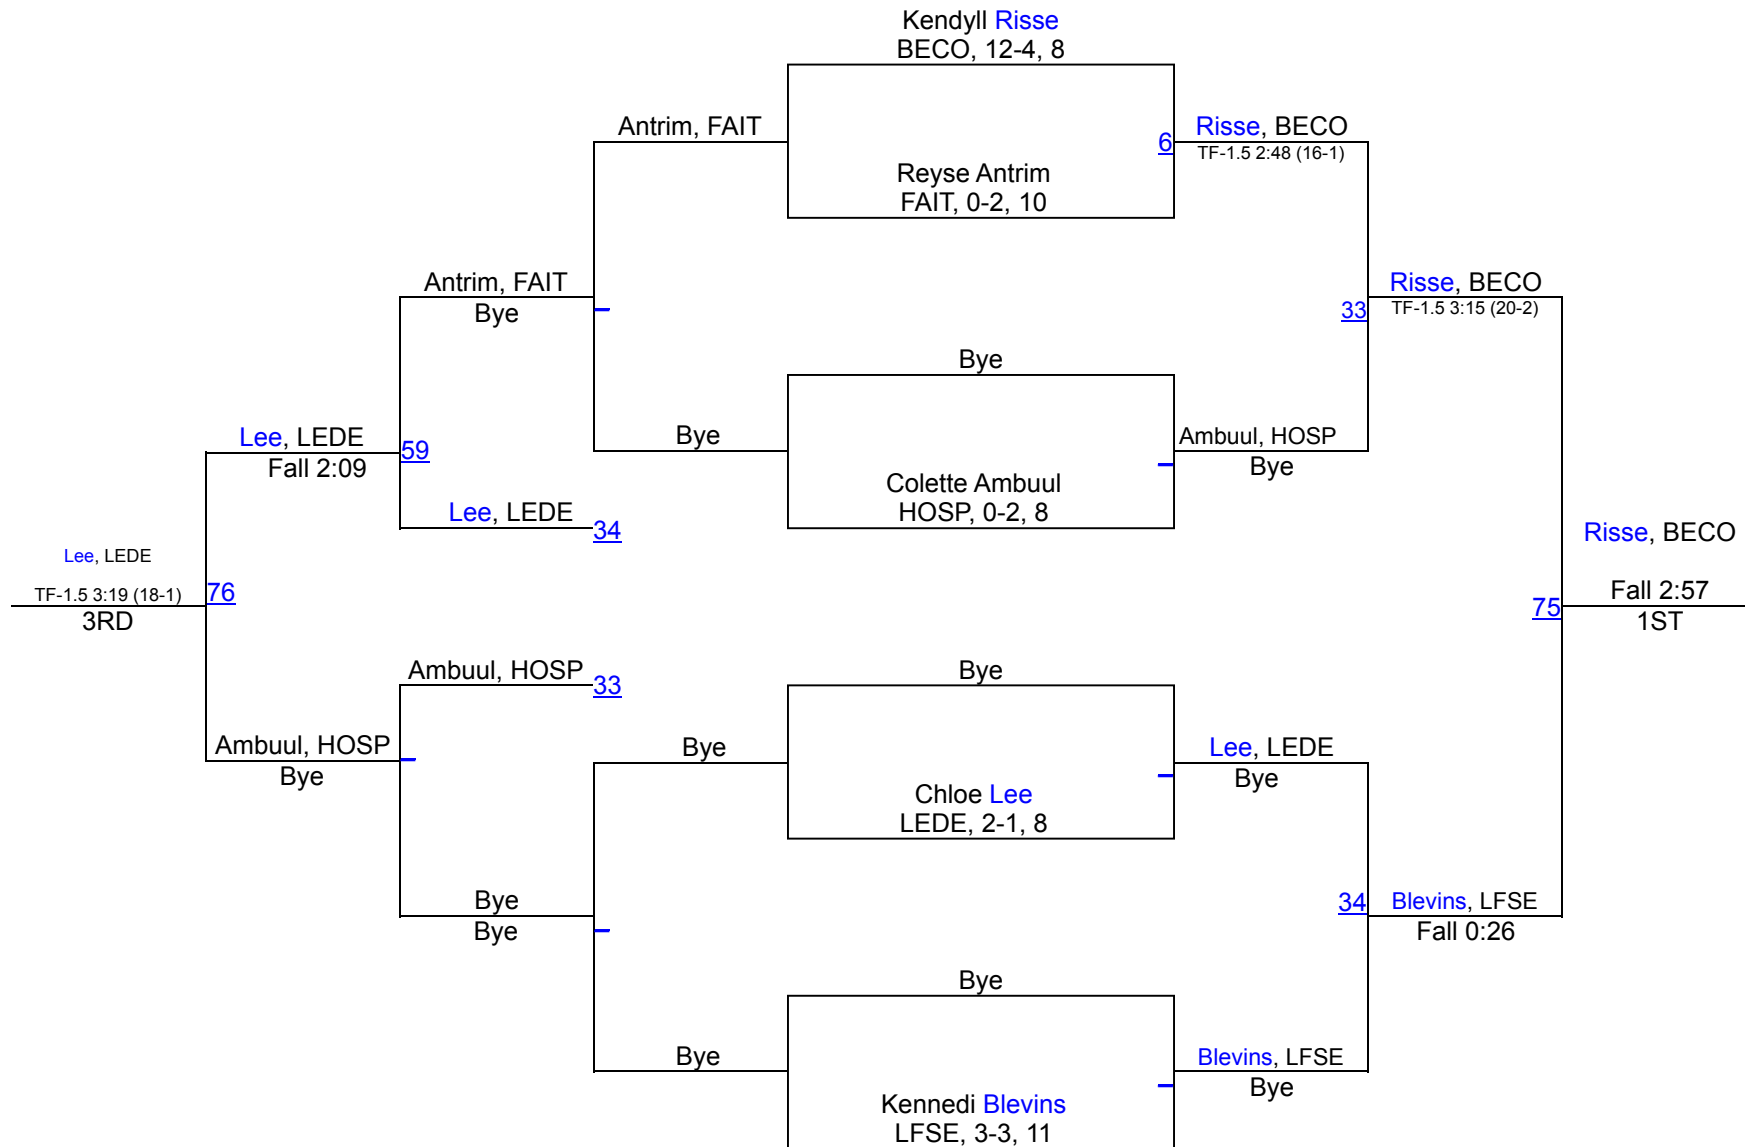 Kendyll Risse
BECO, 12-4, 8
Antrim, FAIT
6
Risse, BECO
TF-1.5 2:48 (16-1)
Reyse Antrim
FAIT, 0-2, 10
Antrim, FAIT
Bye
33
Risse, BECO
TF-1.5 3:15 (20-2)
Bye
Lee, LEDE
Fall 2:09
59
Bye
Ambuul, HOSP
Bye
Colette Ambuul
HOSP, 0-2, 8
Lee, LEDE
34
Risse, BECO
Lee, LEDE
TF-1.5 3:19 (18-1)
3RD
76
75
Fall 2:57
1ST
Ambuul, HOSP
33
Bye
Ambuul, HOSP
Bye
Bye
Lee, LEDE
Bye
Chloe Lee
LEDE, 2-1, 8
Bye
Bye
34
Blevins, LFSE
Fall 0:26
Bye
Bye
Blevins, LFSE
Bye
Kennedi Blevins
LFSE, 3-3, 11